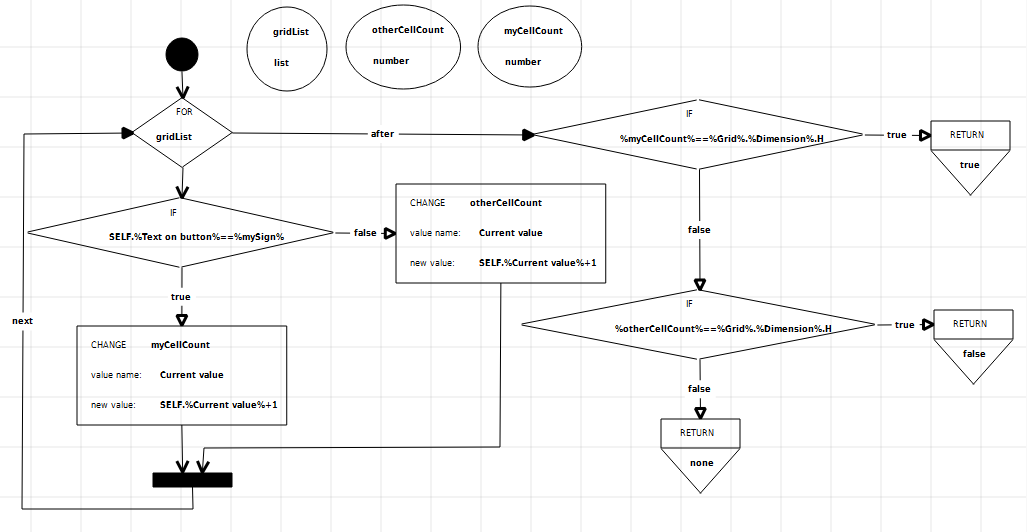 gridList
list
otherCellCount
number
myCellCount
number
FOR
gridList
after
IF
%myCellCount%==%Grid%.%Dimension%.H
true
RETURN
true
IF
SELF.%Text on button%==%mySign%
false
CHANGE otherCellCount
value name: Current value
new value: SELF.%Current value%+1
false
true
next
IF
%otherCellCount%==%Grid%.%Dimension%.H
true
RETURN
false
CHANGE myCellCount
value name: Current value
new value: SELF.%Current value%+1
false
RETURN
none